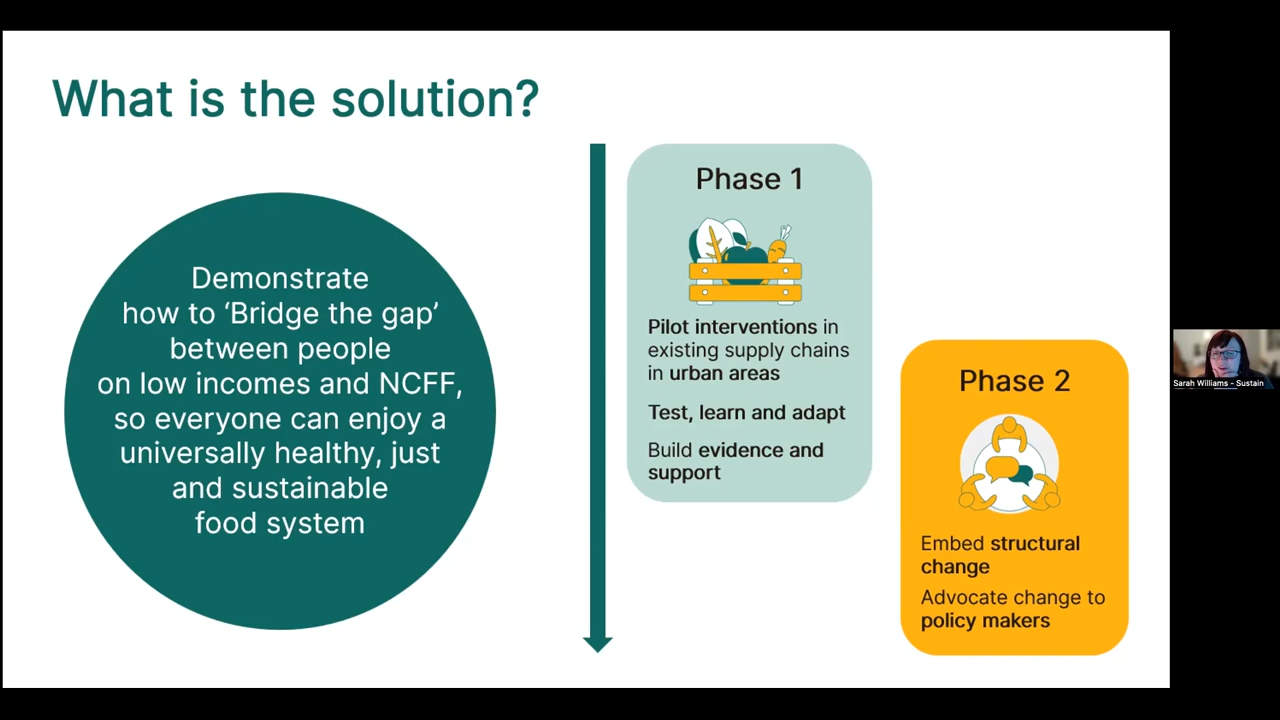 What is the solution?
Demonstrate
how to ‘Bridge the gap’
between people
on low incomes and NCFF,
so everyone can enjoy a
universally healthy, just
and sustainable
food system
Phase 1
Pilot interventions in
existing supply chains
in urban areas
Test, learn and adapt
Build evidence and
support
Phase 2
Embed structural
change
Advocate change to
policy makers
Sarah Williams - Sustain